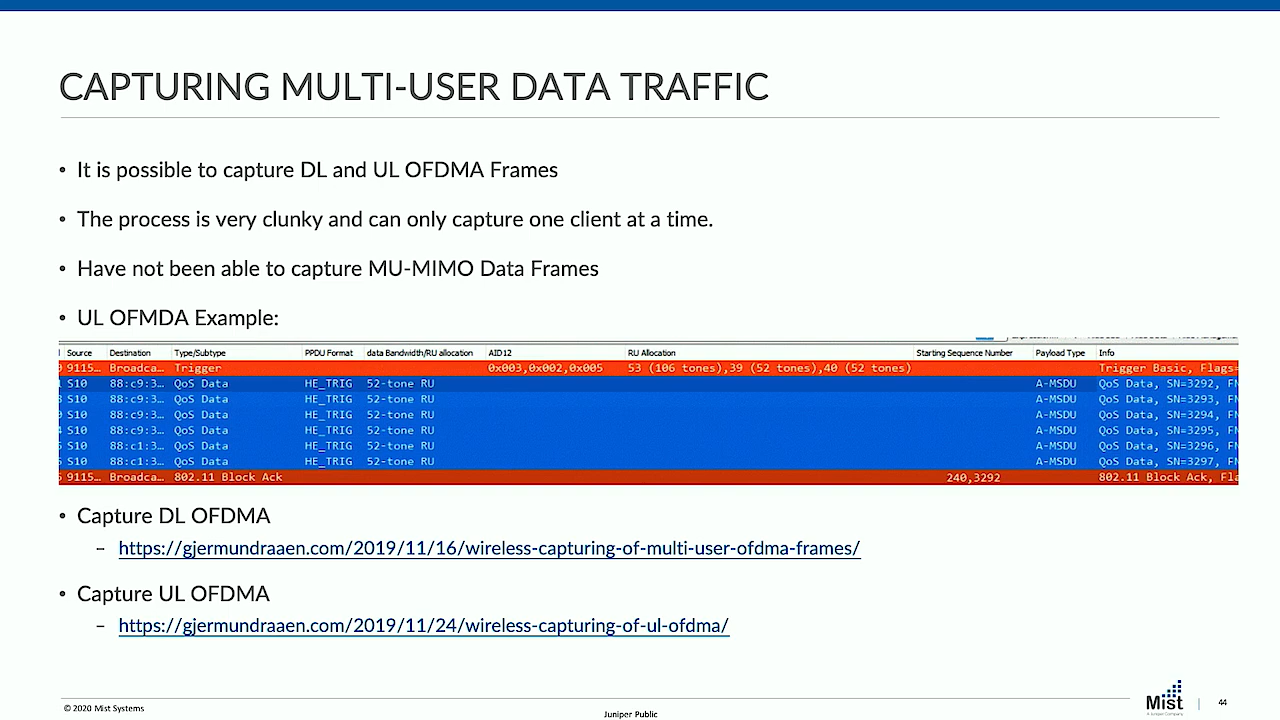 CAPTURING MULTI-USER DATA TRAFFIC
• It is possible to capture DL and UL OFDMA Frames
• The process is very clunky and can only capture one client at a time.
• Have not been able to capture MU-MIMO Data Frames
• UL OFMDA Example:
Source Destination Type/Subtype PPDU Format data Bandwidth/RU allocation AID12 RU Allocation Starting Sequence Number Payload Type Info
9115… Broadca… Trigger 0x003,0x002,0x005 53 (106 tones),39 (52 tones),40 (52 tones) Trigger Basic, Flags=
S10 88:c9:3… QoS Data HE_TRIG 52-tone RU A-MSDU QoS Data, SN=3292, FN
S10 88:c9:3… QoS Data HE_TRIG 52-tone RU A-MSDU QoS Data, SN=3293, FN
S10 88:c9:3… QoS Data HE_TRIG 52-tone RU A-MSDU QoS Data, SN=3294, FN
S10 88:c9:3… QoS Data HE_TRIG 52-tone RU A-MSDU QoS Data, SN=3295, FN
S10 88:c1:3… QoS Data HE_TRIG 52-tone RU A-MSDU QoS Data, SN=3296, FN
S10 88:c1:3… QoS Data HE_TRIG 52-tone RU A-MSDU QoS Data, SN=3297, FN
9115… Broadca… 802.11 Block Ack 240,3292 802.11 Block Ack, Fla
• Capture DL OFDMA
– https://gjermundraaen.com/2019/11/16/wireless-capturing-of-multi-user-ofdma-frames/
• Capture UL OFDMA
– https://gjermundraaen.com/2019/11/24/wireless-capturing-of-ul-ofdma/
© 2020 Mist Systems
Juniper Public
Mist
A Juniper Company
44